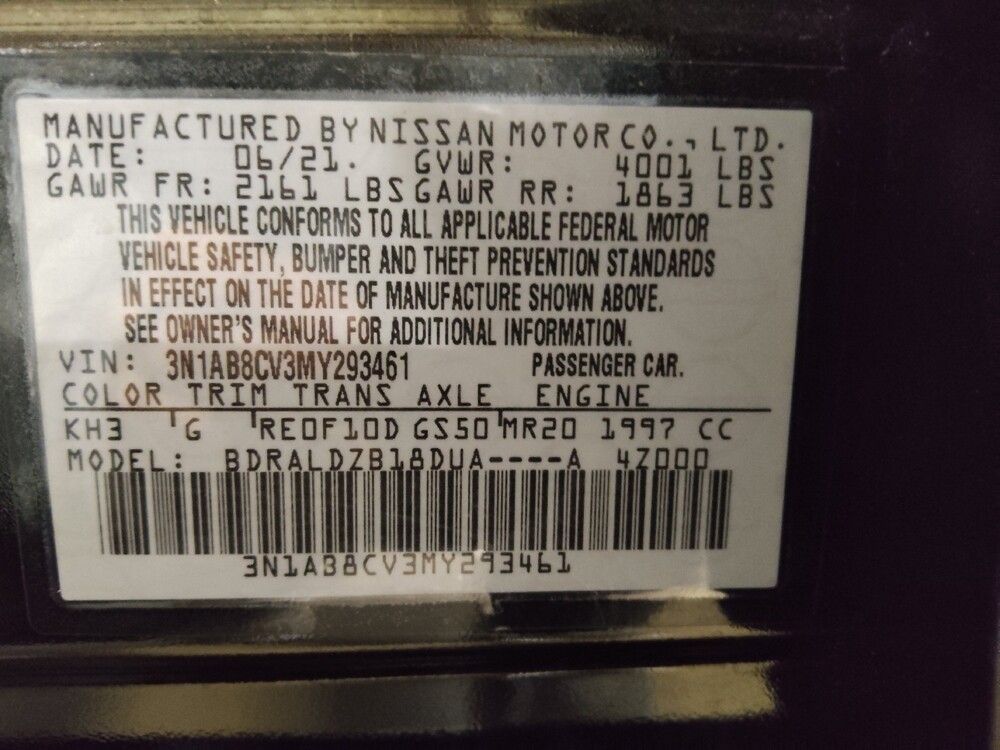 MANUFACTURED BY NISSAN MOTOR CO., LTD.
DATE: 06/21. GVWR: 4001 LBS
GAWR FR: 2161 LBS GAWR RR: 1863 LBS
THIS VEHICLE CONFORMS TO ALL APPLICABLE FEDERAL MOTOR
VEHICLE SAFETY, BUMPER AND THEFT PREVENTION STANDARDS
IN EFFECT ON THE DATE OF MANUFACTURE SHOWN ABOVE.
SEE OWNER'S MANUAL FOR ADDITIONAL INFORMATION.
VIN: 3N1AB8CV3MY293461 PASSENGER CAR.
COLOR TRIM TRANS AXLE ENGINE
KH3 G RE0F10D GS50 MR20 1997 CC
MODEL: BDRALDZB18DUA----A 4Z000
3N1AB8CV3MY293461